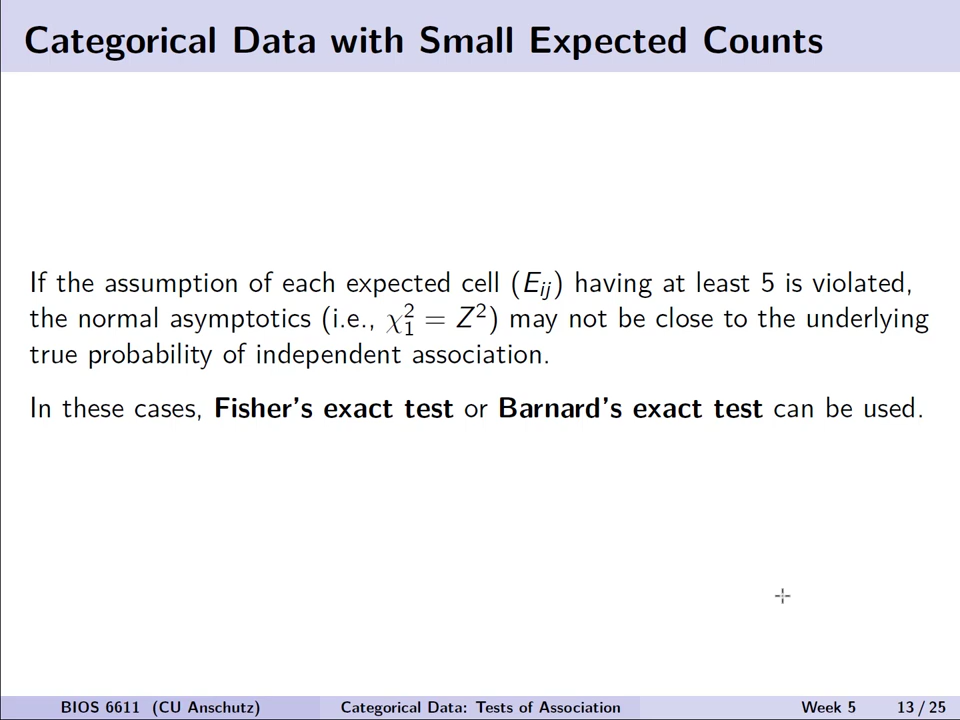 Categorical Data with Small Expected Counts
If the assumption of each expected cell (E_{ij}) having at least 5 is violated,
the normal asymptotics (i.e., χ²₁ = Z²) may not be close to the underlying
true probability of independent association.
In these cases, Fisher's exact test or Barnard's exact test can be used.
BIOS 6611 (CU Anschutz) Categorical Data: Tests of Association Week 5 13 / 25